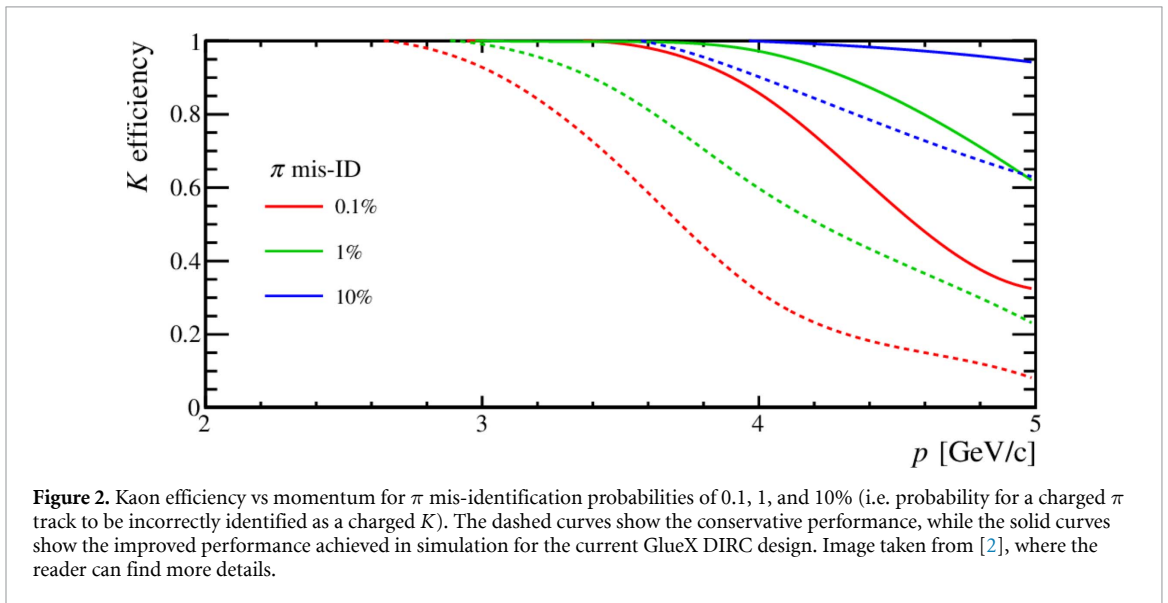 1
0.8
0.6
0.4
0.2
0
K efficiency
π mis-ID
0.1%
1%
10%
2 3 4 5
p [GeV/c]
Figure 2. Kaon efficiency vs momentum for π mis-identification probabilities of 0.1, 1, and 10% (i.e. probability for a charged π
track to be incorrectly identified as a charged K). The dashed curves show the conservative performance, while the solid curves
show the improved performance achieved in simulation for the current GlueX DIRC design. Image taken from [2], where the
reader can find more details.